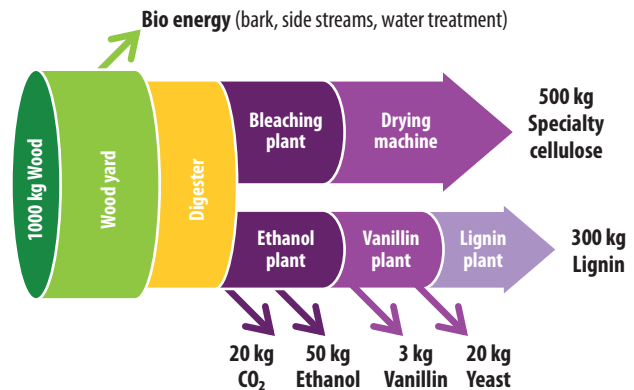 Bio energy (bark, side streams, water treatment)
1000 kg Wood
Wood yard
Digester
Bleaching
plant
Drying
machine
500 kg
Specialty
cellulose
Ethanol
plant
Vanillin
plant
Lignin
plant
300 kg
Lignin
20 kg
CO₂
50 kg
Ethanol
3 kg
Vanillin
20 kg
Yeast